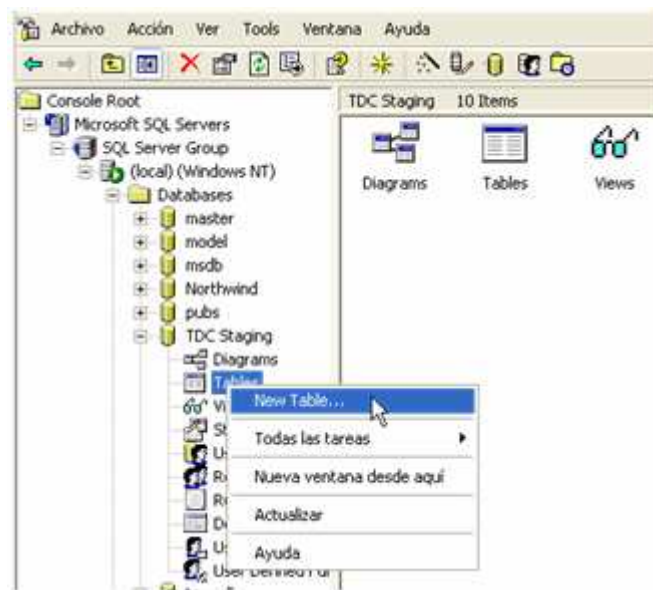 Archivo Acción Ver Tools Ventana Ayuda
Console Root
Microsoft SQL Servers
SQL Server Group
(local) (Windows NT)
Databases
master
model
msdb
Northwind
pubs
TDC Staging
Diagrams
Tables
User Defined
TDC Staging 10 Items
Diagrams Tables Views
New Table...
Todas las tareas
Nueva ventana desde aquí
Actualizar
Ayuda